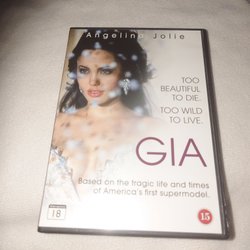 Angelina Jolie
TOO
BEAUTIFUL
TO DIE.
TOO WILD
TO LIVE.
GIA
Based on the tragic life and times
of America's first supermodel.
18
15